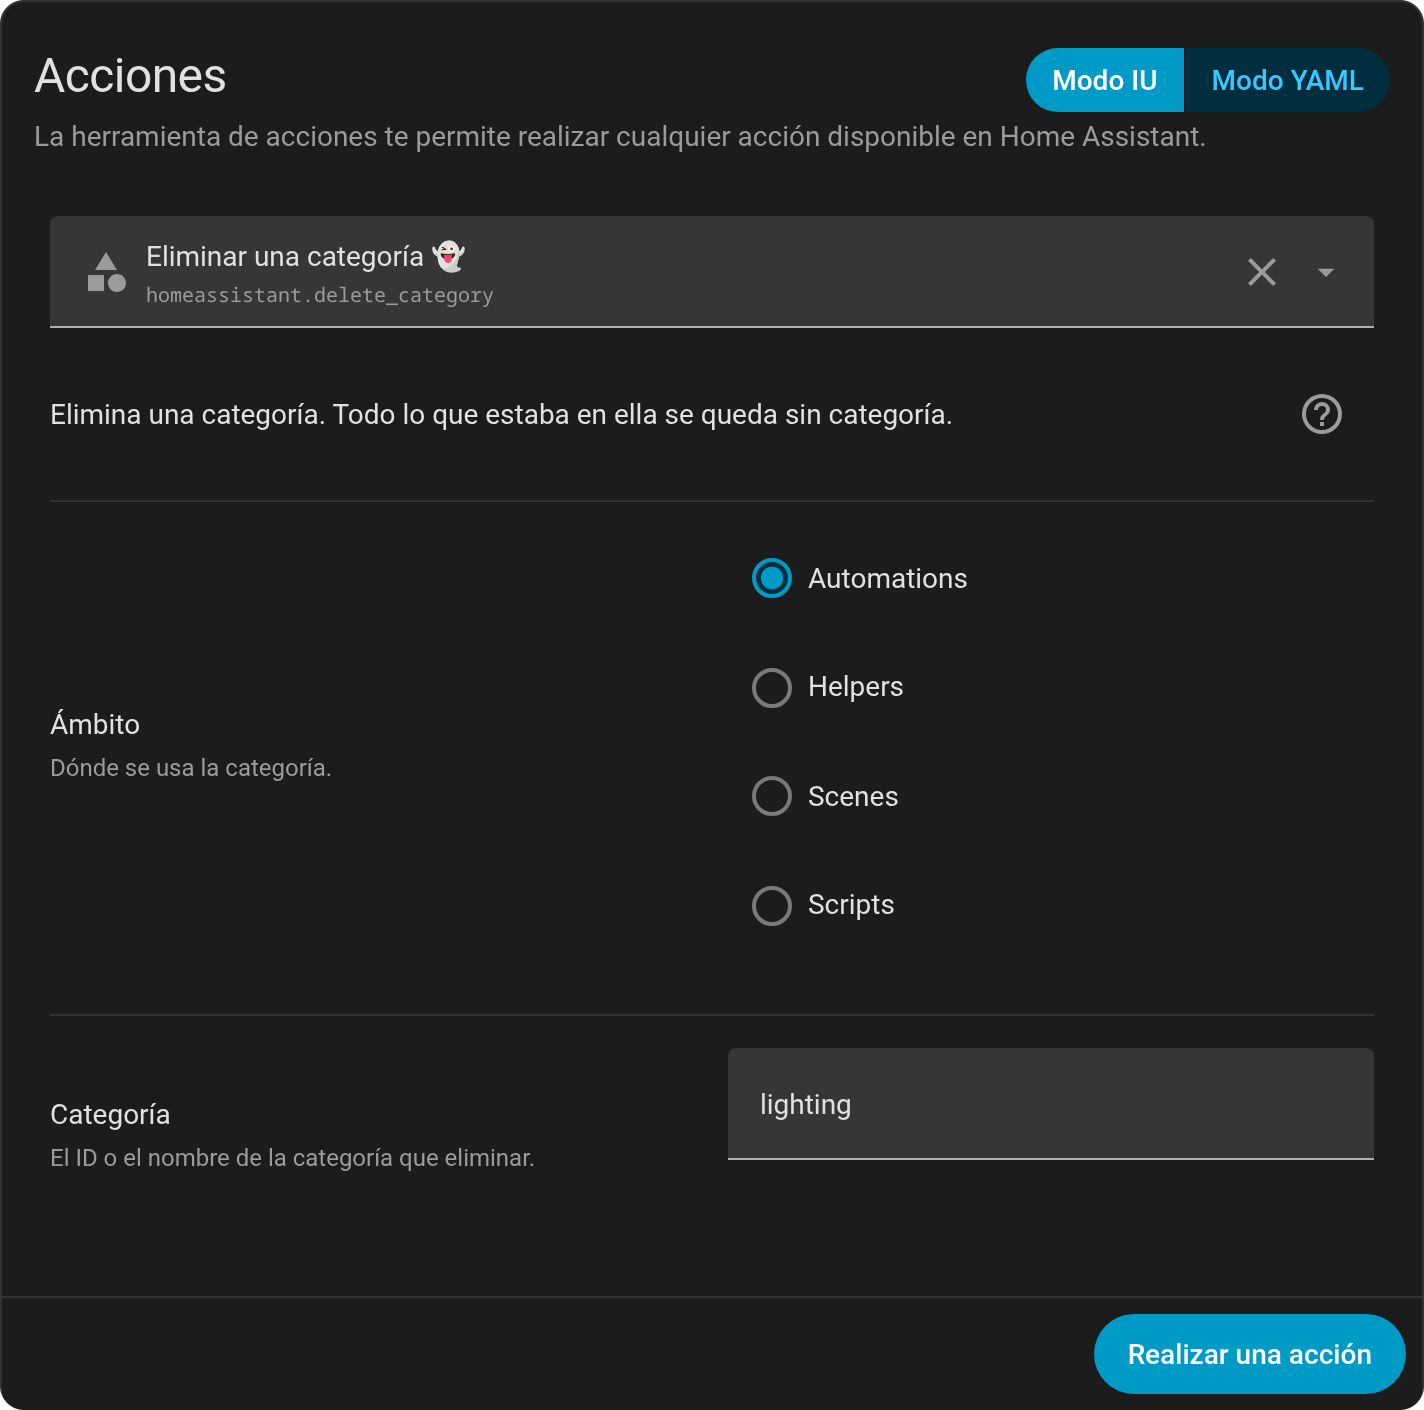 Acciones
Modo IU
Modo YAML
La herramienta de acciones te permite realizar cualquier acción disponible en Home Assistant.
Eliminar una categoría 👻
homeassistant.delete_category
Elimina una categoría. Todo lo que estaba en ella se queda sin categoría.
Automations
Helpers
Ámbito
Dónde se usa la categoría.
Scenes
Scripts
Categoría
El ID o el nombre de la categoría que eliminar.
lighting
Realizar una acción